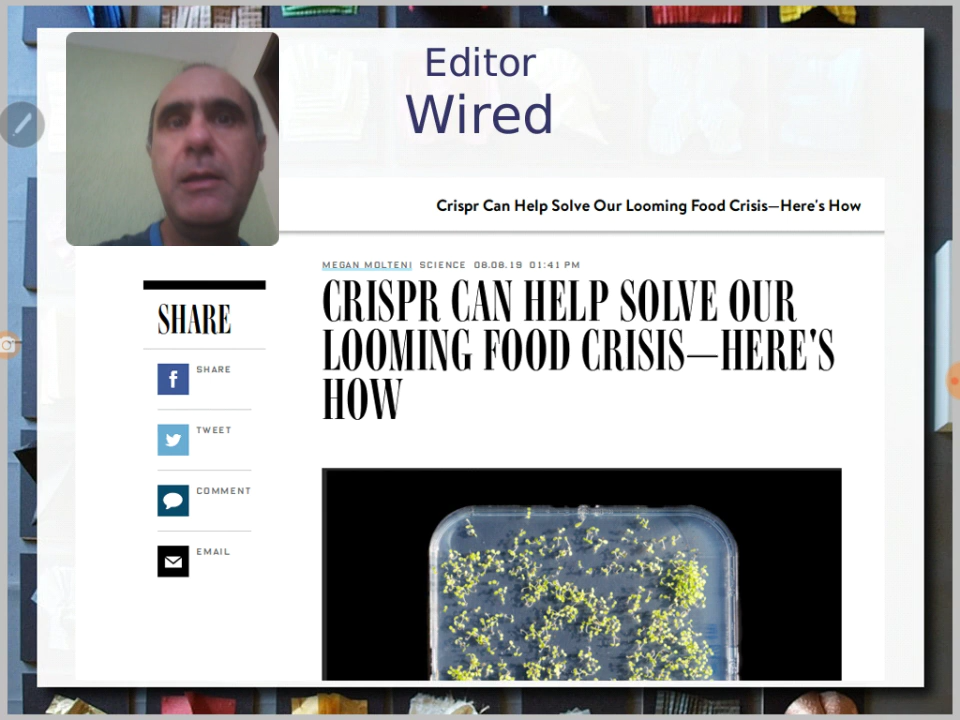 Editor
Wired
Crispr Can Help Solve Our Looming Food Crisis—Here's How
MEGAN MOLTENI SCIENCE 08.08.19 01:41 PM
CRISPR CAN HELP SOLVE OUR
LOOMING FOOD CRISIS—HERE'S
HOW
SHARE
SHARE
TWEET
COMMENT
EMAIL